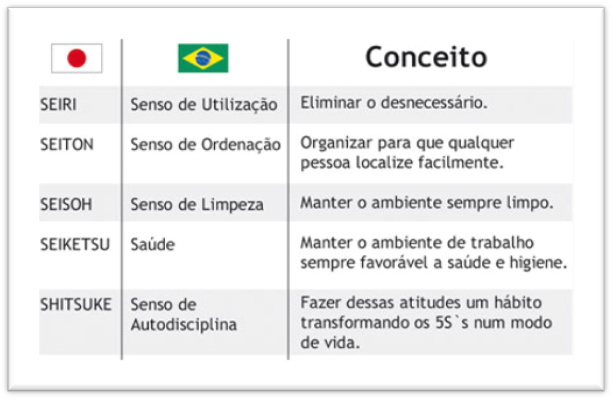 Conceito
SEIRI Senso de Utilização Eliminar o desnecessário.
SEITON Senso de Ordenação Organizar para que qualquer
pessoa localize facilmente.
SEISOH Senso de Limpeza Manter o ambiente sempre limpo.
SEIKETSU Saúde Manter o ambiente de trabalho
sempre favorável a saúde e higiene.
SHITSUKE Senso de Fazer dessas atitudes um hábito
Autodisciplina transformando os 5S`s num modo
de vida.